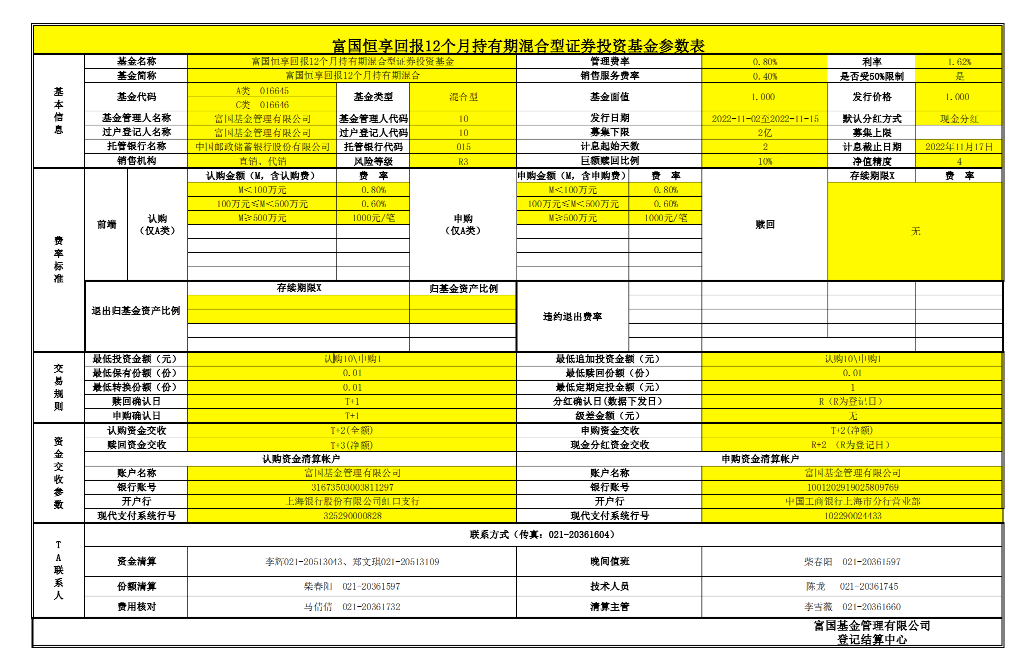 富国恒享回报12个月持有期混合型证券投资基金参数表
基本信息
基金名称 富国恒享回报12个月持有期混合型证券投资基金 管理费率 0.80% 利率 1.62%
基金简称 富国恒享回报12个月持有期混合 销售服务费率 0.40% 是否受50%限制 是
基金代码 A类 016645 基金类型 混合型 基金面值 1.000 发行价格 1.000
C类 016646
基金管理人名称 富国基金管理有限公司 基金管理人代码 10 发行日期 2022-11-02至2022-11-15 默认分红方式 现金分红
过户登记人名称 富国基金管理有限公司 过户登记人代码 10 募集下限 2亿 募集上限
托管银行名称 中国邮政储蓄银行股份有限公司 托管银行代码 015 计息起始天数 2 计息截止日期 2022年11月17日
销售机构 直销、代销 风险等级 R3 巨额赎回比例 10% 净值精度 4
费率标准
认购金额(M,含认购费) 费 率 申购金额(M,含申购费) 费 率 存续期限X 费 率
M<100万元 0.80% M<100万元 0.80%
100万元≤M<500万元 0.60% 100万元≤M<500万元 0.60%
前端 认购(仅A类) M≥500万元 1000元/笔 申购(仅A类) M≥500万元 1000元/笔 赎回 无
退出归基金资产比例 存续期限X 归基金资产比例 违约退出费率
交易规则
最低投资金额(元) 认购10\申购1 最低追加投资金额(元) 认购10\申购1
最低保有份额(份) 0.01 最低赎回份额(份) 0.01
最低转换份额(份) 0.01 最低定期定投金额(元) 1
赎回确认日 T+1 分红确认日(数据下发日) R(R为登记日)
申购确认日 T+1 级差金额(元) 无
资金交收参数
认购资金交收 T+2(全额) 申购资金交收 T+2(净额)
赎回资金交收 T+3(净额) 现金分红资金交收 R+2 (R为登记日)
认购资金清算帐户 申购资金清算帐户
账户名称 富国基金管理有限公司 账户名称 富国基金管理有限公司
银行账号 31673503003811297 银行账号 1001202919025809769
开户行 上海银行股份有限公司虹口支行 开户行 中国工商银行上海市分行营业部
现代支付系统行号 325290000828 现代支付系统行号 102290024433
TA联系人
联系方式(传真:021-20361604)
资金清算 李辉021-20513043、郑文琪021-20513109 晚间值班 柴春阳 021-20361597
份额清算 柴春阳 021-20361597 技术人员 陈龙 021-20361745
费用核对 马信信 021-20361732 清算主管 李雪薇 021-20361660
富国基金管理有限公司
登记结算中心